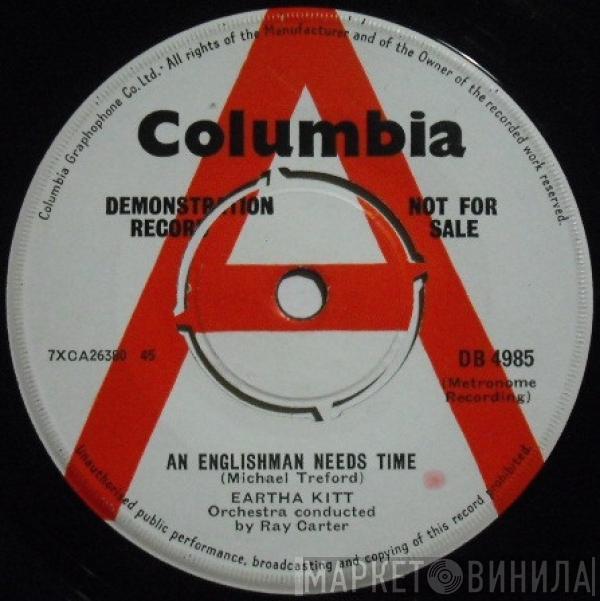 Columbia Graphophone Co. Ltd. · All rights of the Manufacturer and of the Owner of the recorded work reserved.
Columbia
DEMONSTRATION
RECORD
NOT FOR
SALE
7XCA26380 45
DB 4985
(Metronome
Recording)
AN ENGLISHMAN NEEDS TIME
(Michael Treford)
EARTHA KITT
Orchestra conducted
by Ray Carter
Unauthorised public performance, broadcasting and copying of this record prohibited.
МАРКЕТ ВИНИЛА